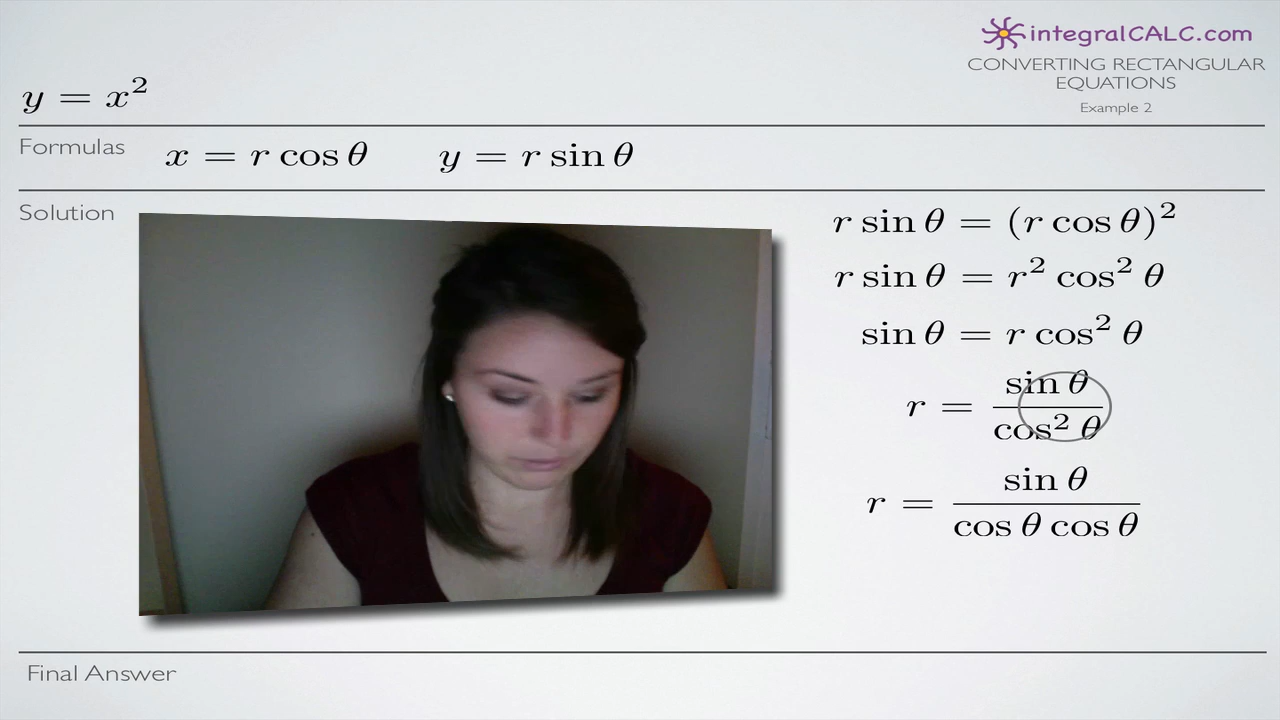 integralCALC.com
CONVERTING RECTANGULAR
EQUATIONS
Example 2
y = x²
Formulas x = r cos θ y = r sin θ
Solution
r sin θ = (r cos θ)²
r sin θ = r² cos² θ
sin θ = r cos² θ
r = sin θ / cos² θ
r = sin θ / cos θ cos θ
Final Answer